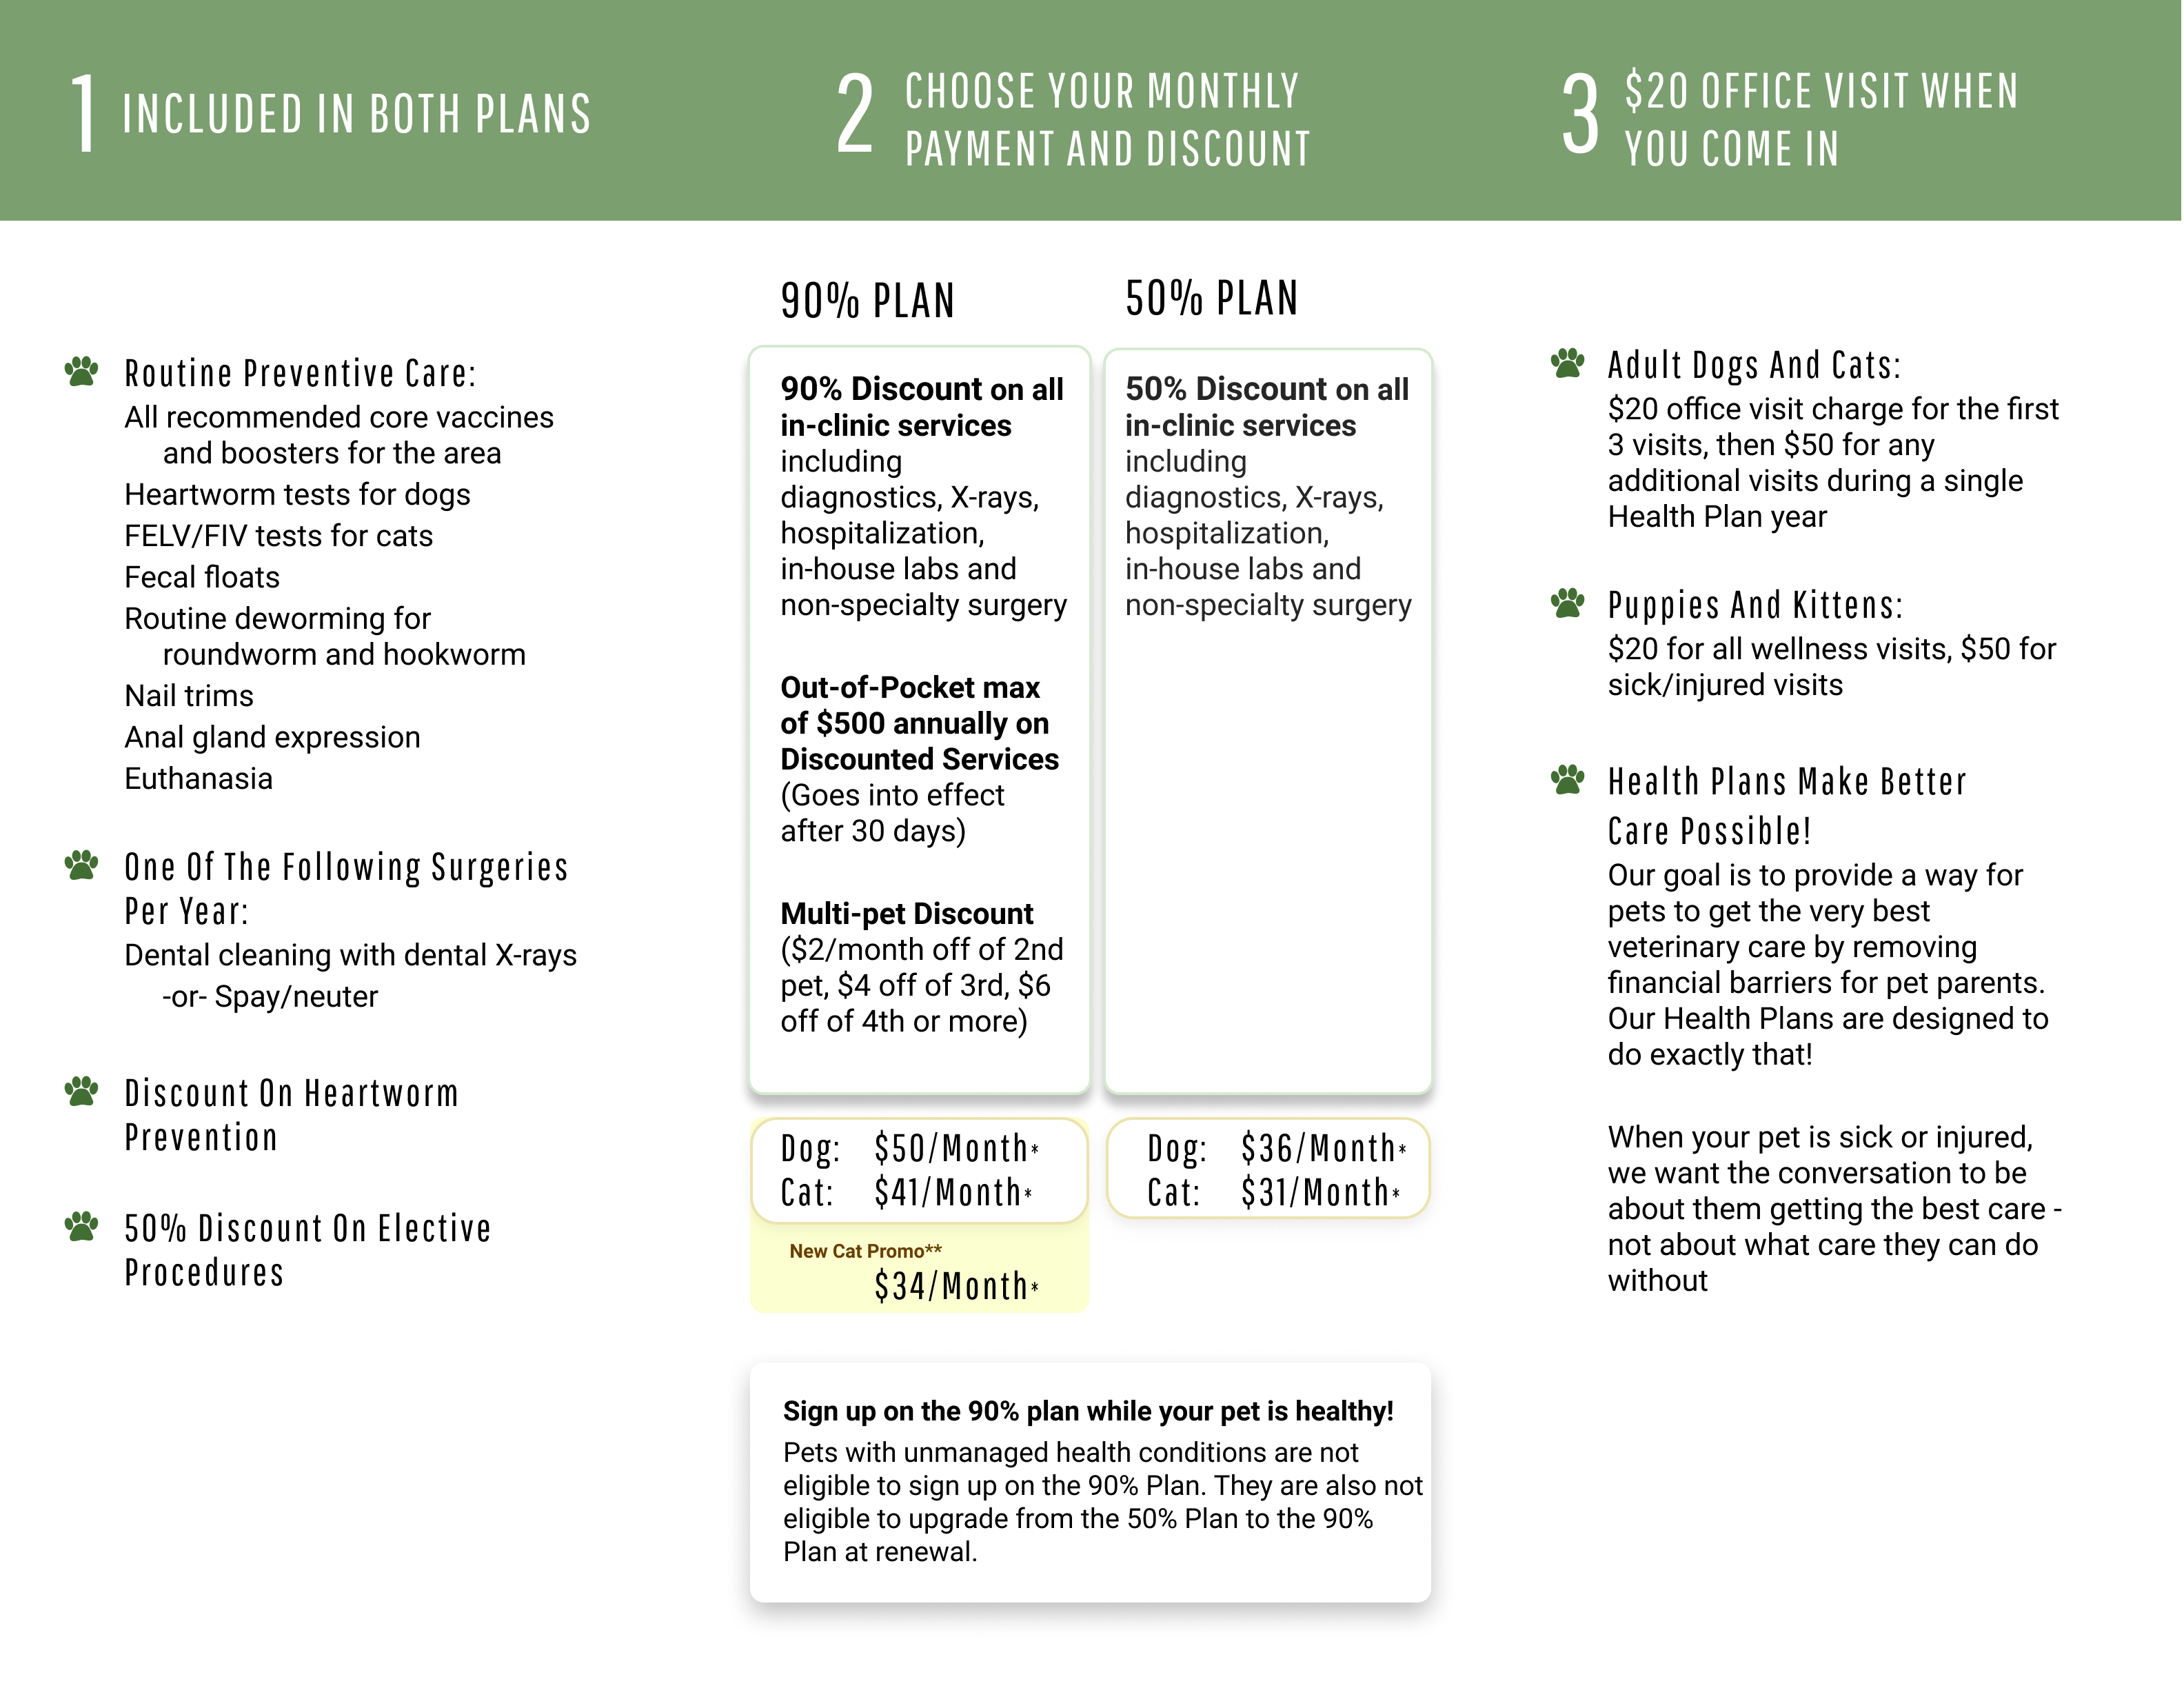 1 INCLUDED IN BOTH PLANS
2 CHOOSE YOUR MONTHLY
PAYMENT AND DISCOUNT
3 $20 OFFICE VISIT WHEN
YOU COME IN
Routine Preventive Care:
All recommended core vaccines
and boosters for the area
Heartworm tests for dogs
FELV/FIV tests for cats
Fecal floats
Routine deworming for
roundworm and hookworm
Nail trims
Anal gland expression
Euthanasia
One Of The Following Surgeries
Per Year:
Dental cleaning with dental X-rays
-or- Spay/neuter
Discount On Heartworm
Prevention
50% Discount On Elective
Procedures
90% PLAN
90% Discount on all
in-clinic services
including
diagnostics, X-rays,
hospitalization,
in-house labs and
non-specialty surgery
Out-of-Pocket max
of $500 annually on
Discounted Services
(Goes into effect
after 30 days)
Multi-pet Discount
($2/month off of 2nd
pet, $4 off of 3rd, $6
off of 4th or more)
Dog: $50/Month*
Cat: $41/Month*
New Cat Promo**
$34/Month*
50% PLAN
50% Discount on all
in-clinic services
including
diagnostics, X-rays,
hospitalization,
in-house labs and
non-specialty surgery
Dog: $36/Month*
Cat: $31/Month*
Sign up on the 90% plan while your pet is healthy!
Pets with unmanaged health conditions are not
eligible to sign up on the 90% Plan. They are also not
eligible to upgrade from the 50% Plan to the 90%
Plan at renewal.
Adult Dogs And Cats:
$20 office visit charge for the first
3 visits, then $50 for any
additional visits during a single
Health Plan year
Puppies And Kittens:
$20 for all wellness visits, $50 for
sick/injured visits
Health Plans Make Better
Care Possible!
Our goal is to provide a way for
pets to get the very best
veterinary care by removing
financial barriers for pet parents.
Our Health Plans are designed to
do exactly that!
When your pet is sick or injured,
we want the conversation to be
about them getting the best care -
not about what care they can do
without